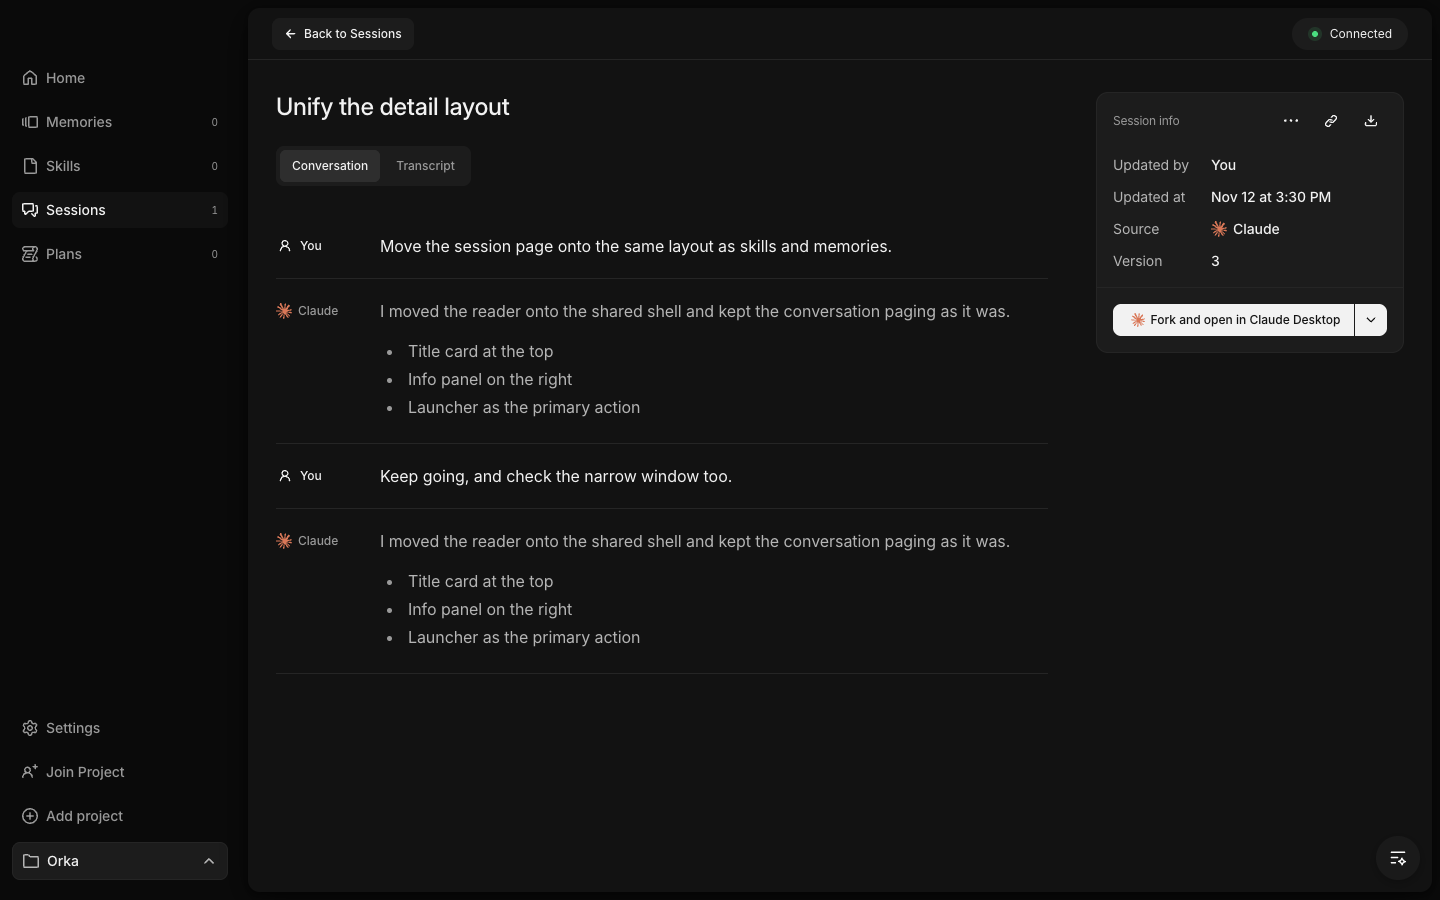 Back to Sessions
Connected
Home
Memories 0
Skills 0
Sessions 1
Plans 0
Unify the detail layout
Conversation Transcript
You Move the session page onto the same layout as skills and memories.
Claude I moved the reader onto the shared shell and kept the conversation paging as it was.
• Title card at the top
• Info panel on the right
• Launcher as the primary action
You Keep going, and check the narrow window too.
Claude I moved the reader onto the shared shell and kept the conversation paging as it was.
• Title card at the top
• Info panel on the right
• Launcher as the primary action
Session info
Updated by You
Updated at Nov 12 at 3:30 PM
Source Claude
Version 3
Fork and open in Claude Desktop
Settings
Join Project
Add project
Orka